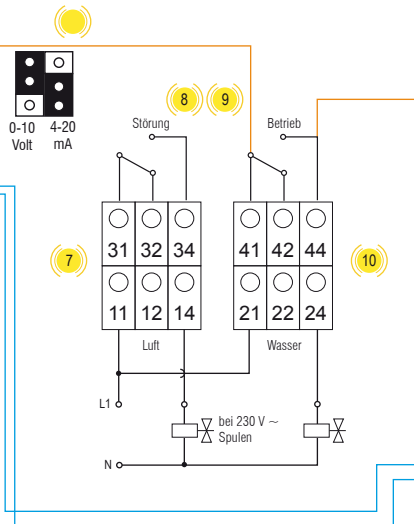 8 9
0-10 4-20
Volt mA
Störung Betrieb
7 31 32 34 41 42 44 10
11 12 14 21 22 24
Luft Wasser
L1
bei 230 V ~
Spulen
N